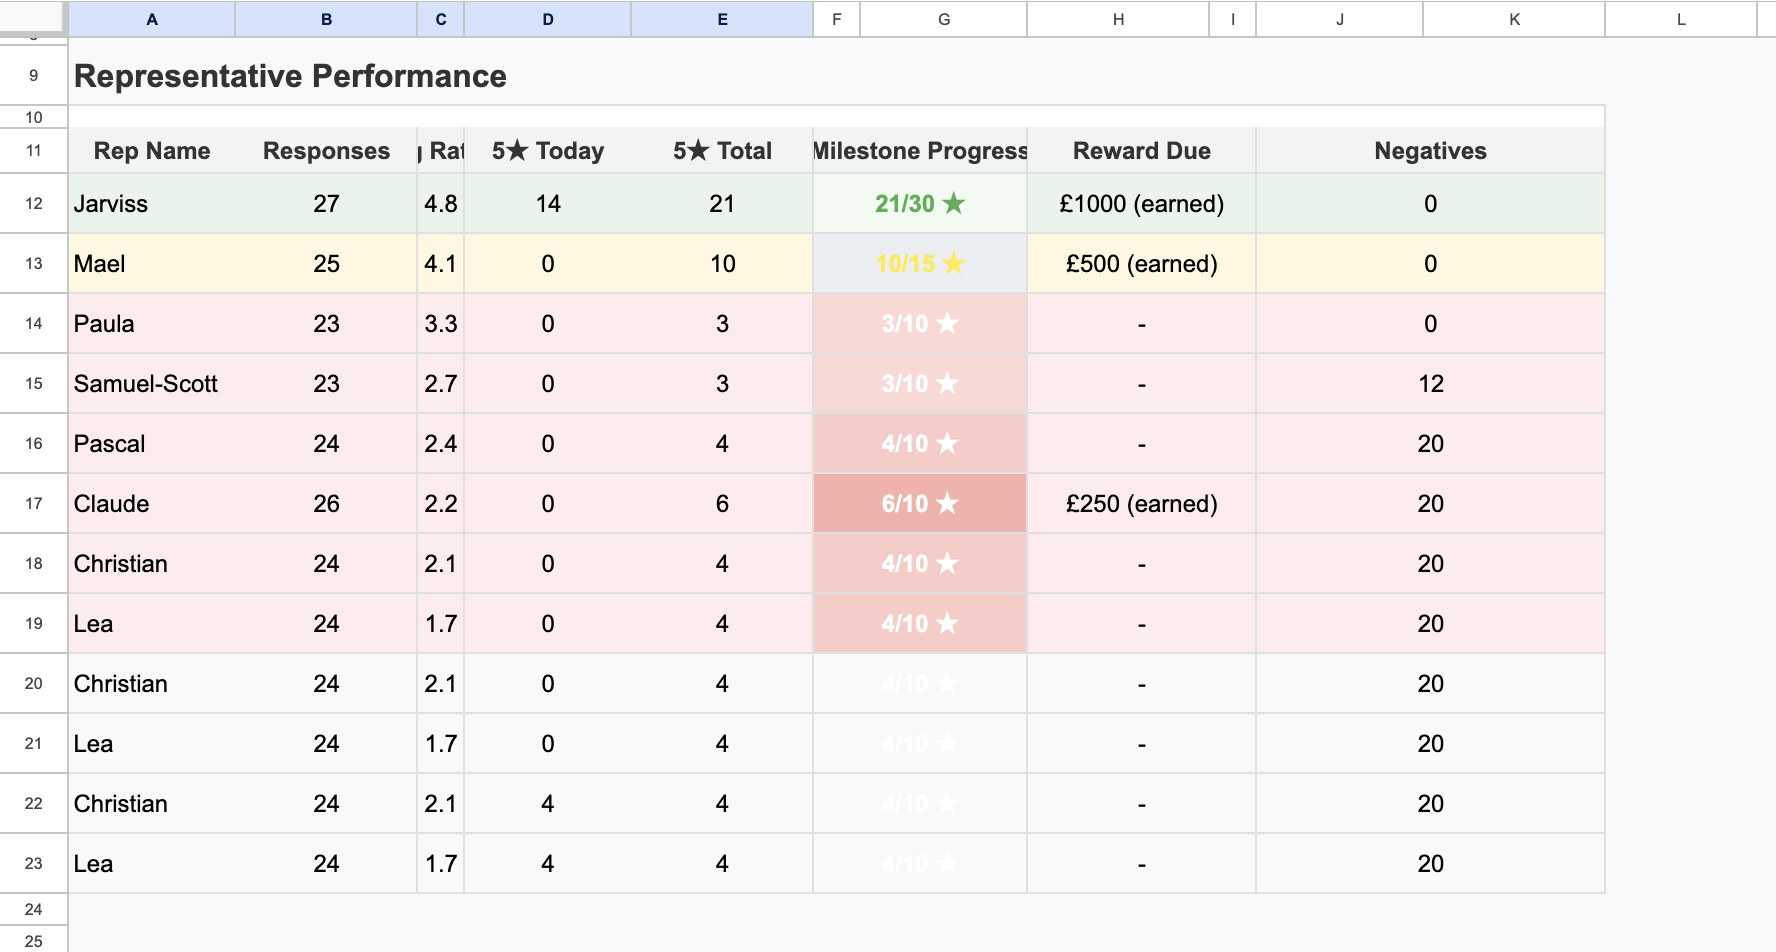 A B C D E F G H I J K L
9 Representative Performance
10
11 Rep Name Responses Rat 5★ Today 5★ Total Milestone Progress Reward Due Negatives
12 Jarviss 27 4.8 14 21 21/30 ★ £1000 (earned) 0
13 Mael 25 4.1 0 10 10/15 ★ £500 (earned) 0
14 Paula 23 3.3 0 3 3/10 ★ - 0
15 Samuel-Scott 23 2.7 0 3 3/10 ★ - 12
16 Pascal 24 2.4 0 4 4/10 ★ - 20
17 Claude 26 2.2 0 6 6/10 ★ £250 (earned) 20
18 Christian 24 2.1 0 4 4/10 ★ - 20
19 Lea 24 1.7 0 4 4/10 ★ - 20
20 Christian 24 2.1 0 4 4/10 ★ - 20
21 Lea 24 1.7 0 4 4/10 ★ - 20
22 Christian 24 2.1 4 4 4/10 ★ - 20
23 Lea 24 1.7 4 4 4/10 ★ - 20
24
25